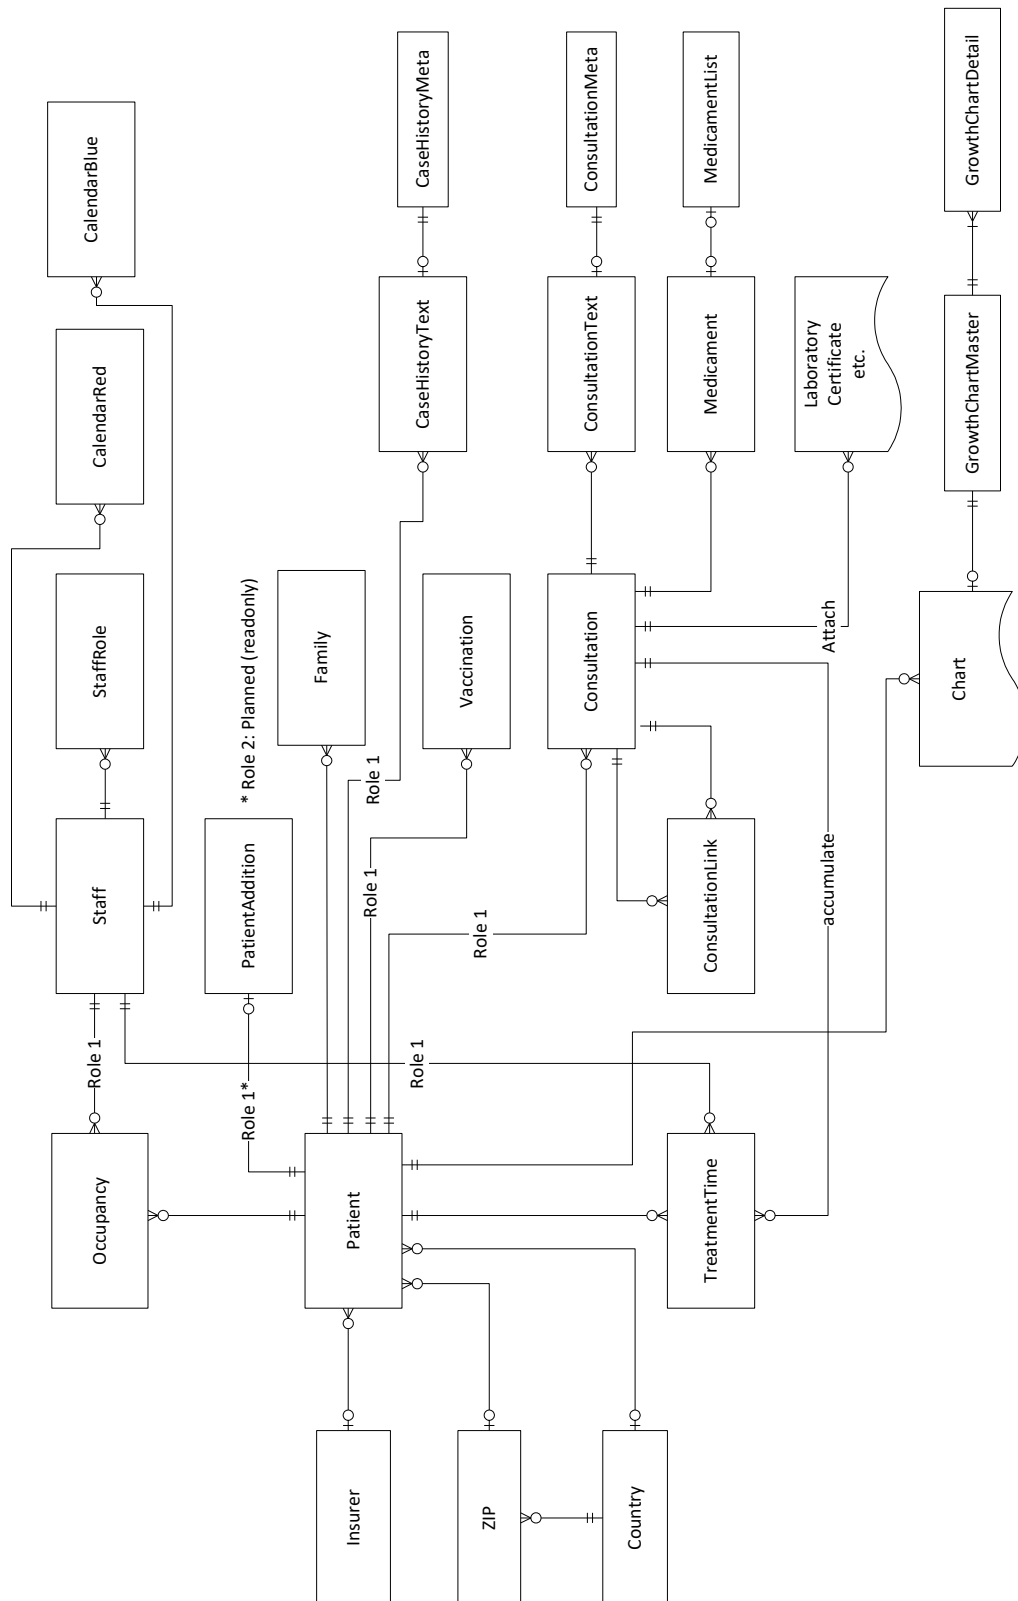 CalendarBlue
CalendarRed
StaffRole
Staff
Role 1
Occupancy
PatientAddition
* Role 2: Planned (readonly)
Role 1*
Family
Role 1
CaseHistoryText
CaseHistoryMeta
Vaccination
Role 1
Role 1
Role 1
Patient
Insurer
ZIP
Country
TreatmentTime
ConsultationLink
accumulate
Consultation
ConsultationText
ConsultationMeta
Medicament
MedicamentList
Attach
Laboratory
Certificate
etc.
Chart
GrowthChartMaster
GrowthChartDetail